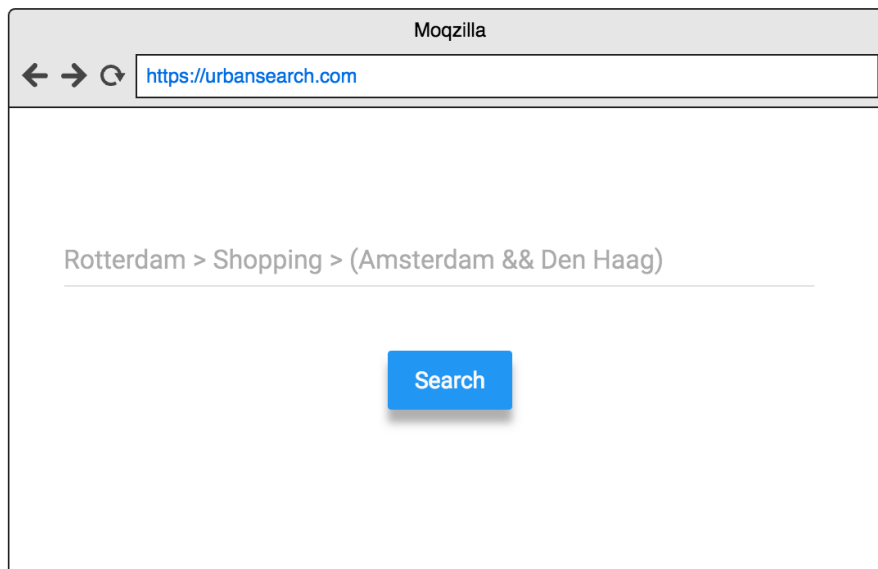 Moqzilla
https://urbansearch.com
Rotterdam > Shopping > (Amsterdam && Den Haag)
Search